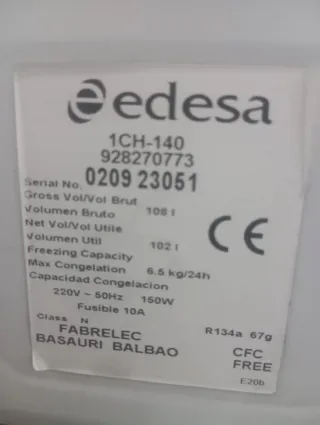 edesa
1CH-140
928270773
Serial No. 0209 23051
Gross Vol/Vol Brut
Volumen Bruto 108 l
Net Vol/Vol Utile
Volumen Util 102 l
CE
Freezing Capacity
Max Congelation 6.5 kg/24h
Capacidad Congelacion
220V ~ 50Hz 150W
Fusible 10A
Class N
R134a 67g
FABRELEC
BASAURI BALBAO
CFC
FREE
E20b